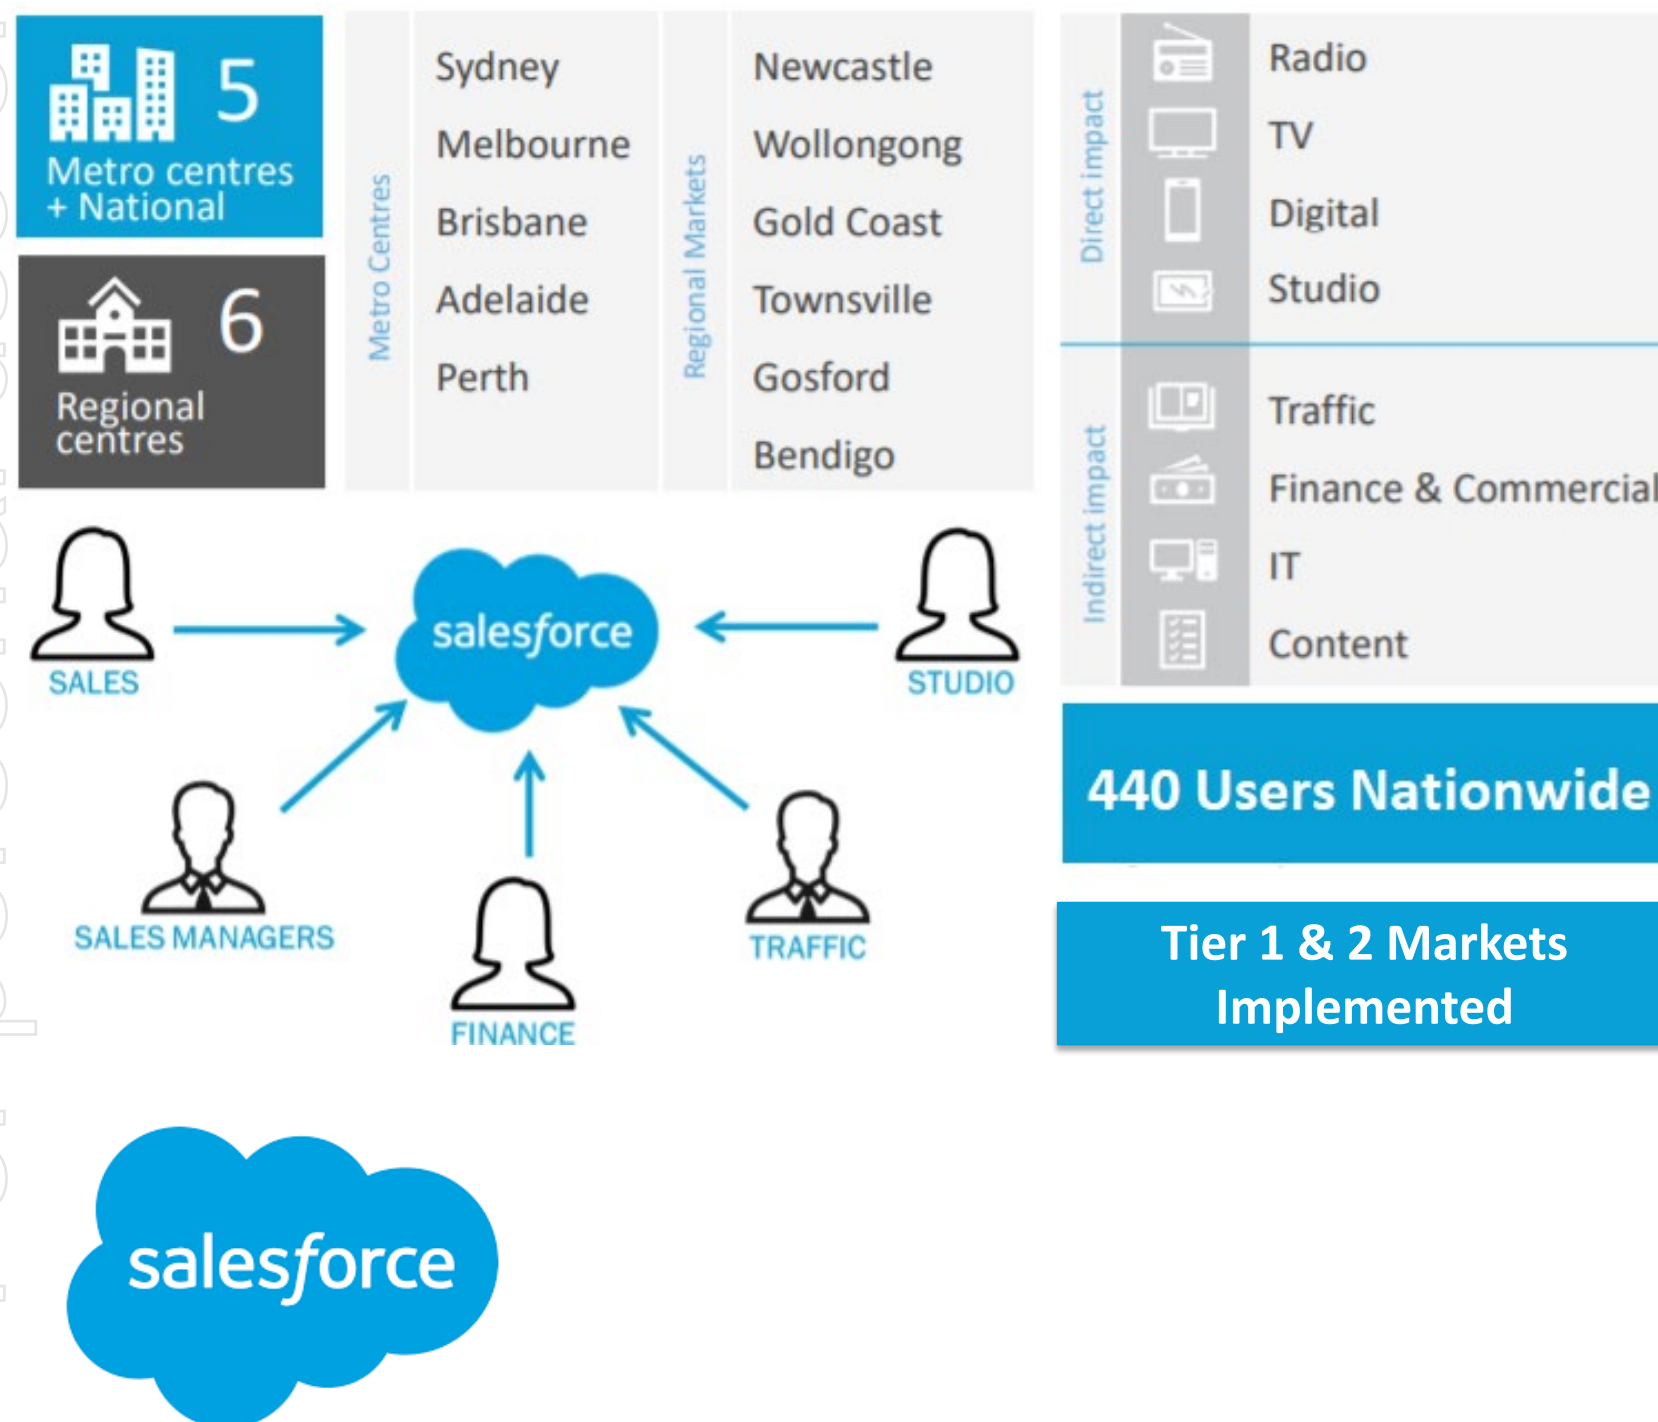 5
Metro centres
+ National
6
Regional
centres
Metro Centres
Sydney
Melbourne
Brisbane
Adelaide
Perth
Regional Markets
Newcastle
Wollongong
Gold Coast
Townsville
Gosford
Bendigo
Direct impact
Radio
TV
Digital
Studio
Indirect impact
Traffic
Finance & Commercial
IT
Content
SALES
salesforce
STUDIO
SALES MANAGERS
FINANCE
TRAFFIC
440 Users Nationwide
Tier 1 & 2 Markets
Implemented
salesforce